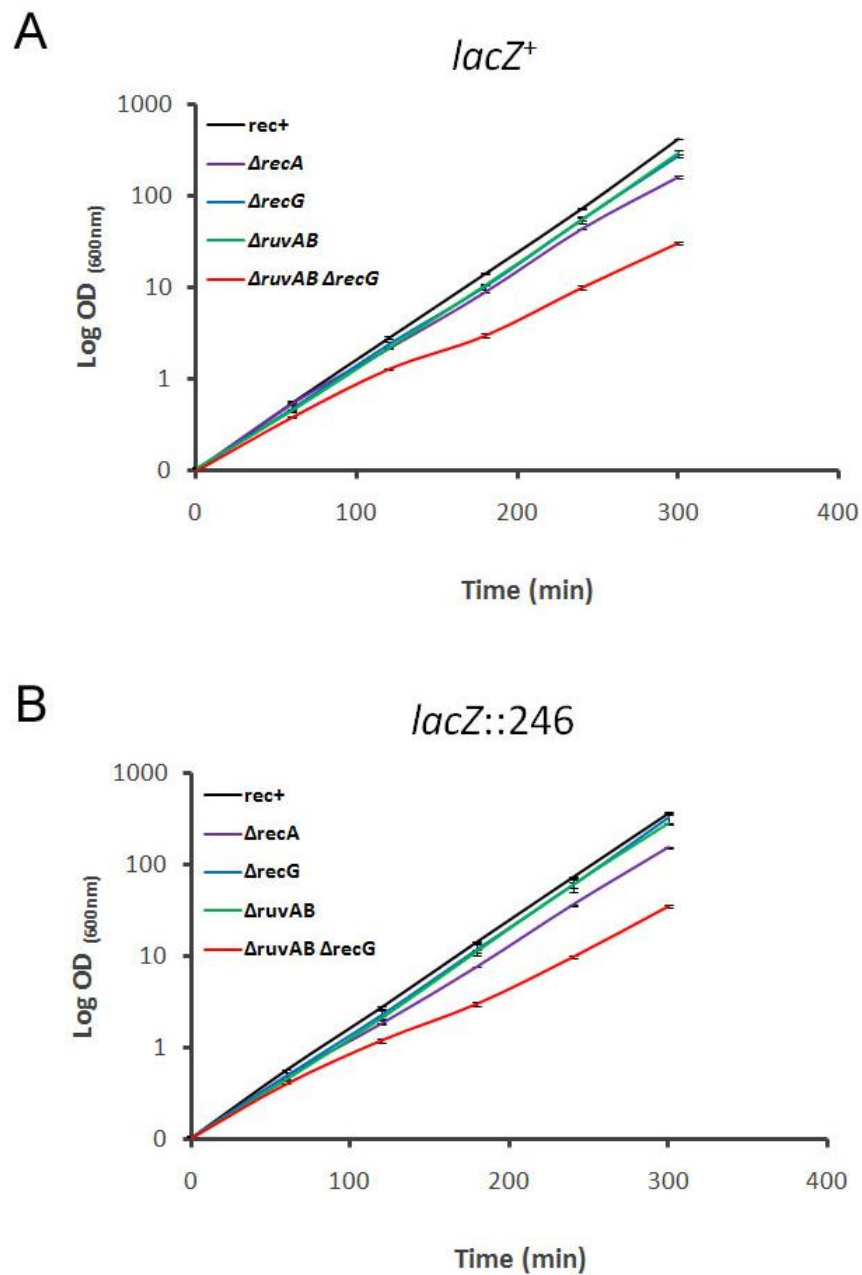 A
lacZ+
1000
100
10
1
0
rec+
ΔrecA
ΔrecG
ΔruvAB
ΔruvAB ΔrecG
Log OD (600nm)
0 100 200 300 400
Time (min)
B
lacZ::246
1000
100
10
1
0
rec+
ΔrecA
ΔrecG
ΔruvAB
ΔruvAB ΔrecG
Log OD (600nm)
0 100 200 300 400
Time (min)